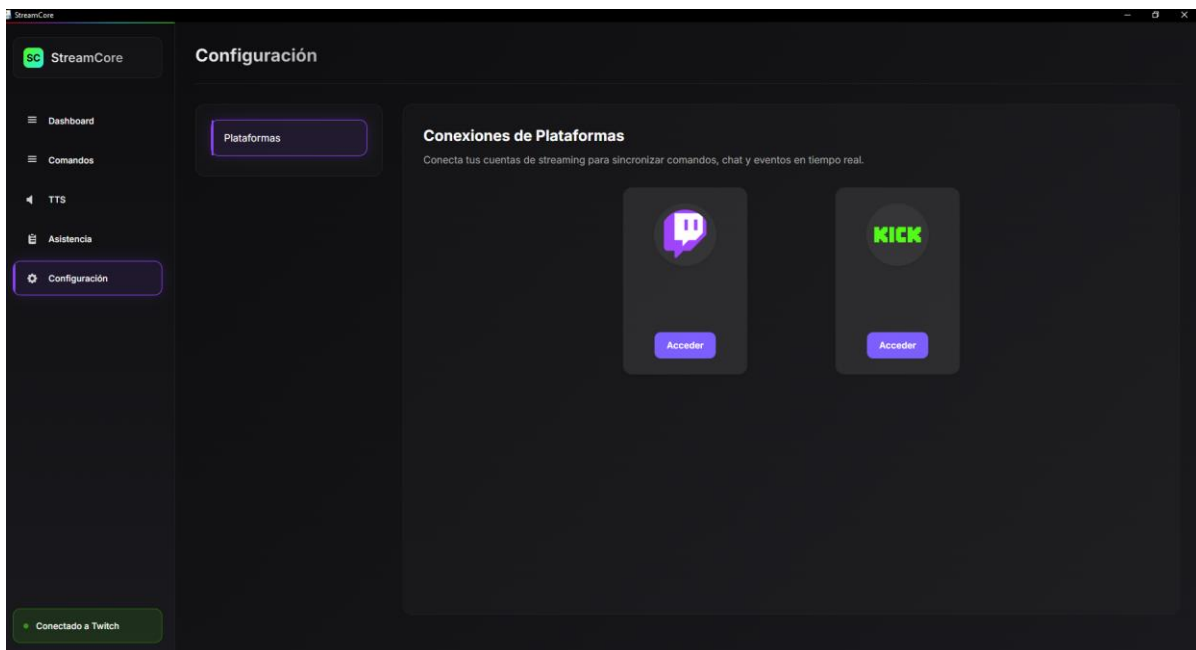 StreamCore
SC StreamCore
Configuración
Dashboard
Comandos
TTS
Asistencia
Configuración
Plataformas
Conexiones de Plataformas
Conecta tus cuentas de streaming para sincronizar comandos, chat y eventos en tiempo real.
KICK
Acceder
Acceder
Conectado a Twitch